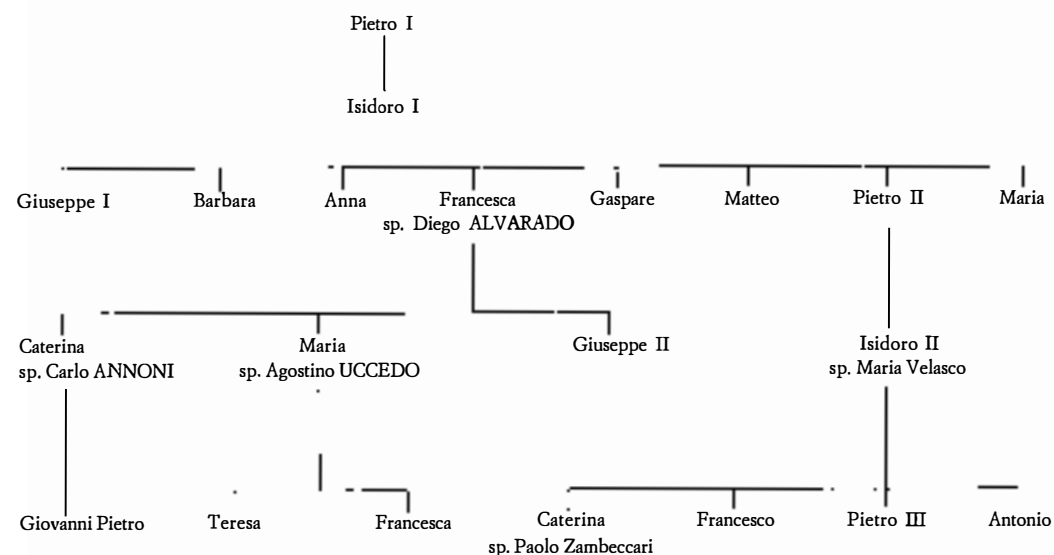 Pietro I
Isidoro I
Giuseppe I Barbara Anna Francesca Gaspare Matteo Pietro II Maria
sp. Diego ALVARADO
Caterina Maria Giuseppe II Isidoro II
sp. Carlo ANNONI sp. Agostino UCCEDO sp. Maria Velasco
Giovanni Pietro Teresa Francesca Caterina Francesco Pietro III Antonio
sp. Paolo Zambeccari